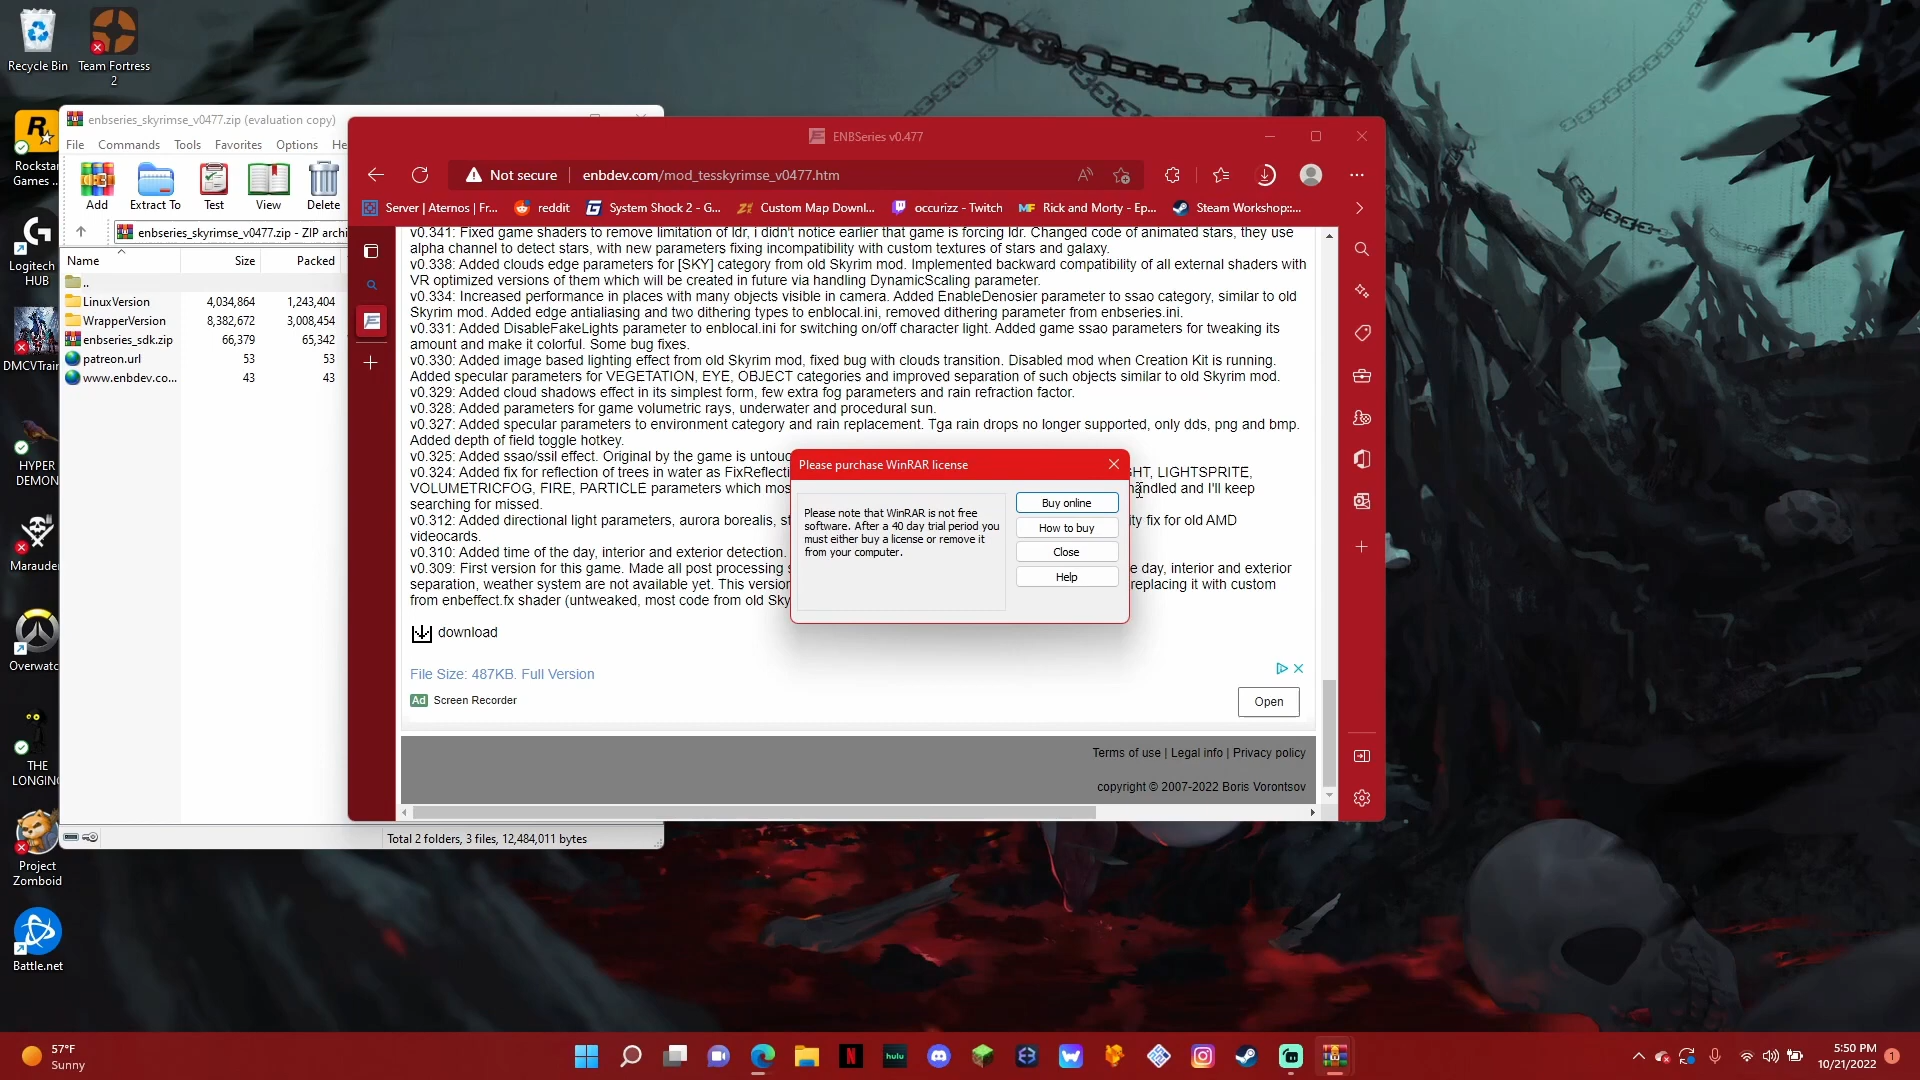 Recycle Bin
Team Fortress
2
Rockstar
Games ...
Logitech
HUB
DMCVTrain
HYPER
DEMON
Maraude
Overwatc
THE
LONGING
Project
Zomboid
Battle.net
enbseries_skyrimse_v0477.zip (evaluation copy)
File Commands Tools Favorites Options He
Add Extract To Test View Delete
enbseries_skyrimse_v0477.zip - ZIP archi
Name Size Packed
..
LinuxVersion 4,034,864 1,243,404
WrapperVersion 8,382,672 3,008,454
enbseries_sdk.zip 66,379 65,342
patreon.url 53 53
www.enbdev.co... 43 43
Total 2 folders, 3 files, 12,484,011 bytes
ENBSeries v0.477
Not secure enbdev.com/mod_tesskyrimse_v0477.htm
Server | Aternos | Fr... reddit System Shock 2 - G... Custom Map Downl... occurizz - Twitch Rick and Morty - Ep... Steam Workshop::...
v0.341: Fixed game shaders to remove limitation of ldr, i didn't notice earlier that game is forcing ldr. Changed code of animated stars, they use
alpha channel to detect stars, with new parameters fixing incompatibility with custom textures of stars and galaxy.
v0.338: Added clouds edge parameters for [SKY] category from old Skyrim mod. Implemented backward compatibility of all external shaders with
VR optimized versions of them which will be created in future via handling DynamicScaling parameter.
v0.334: Increased performance in places with many objects visible in camera. Added EnableDenosier parameter to ssao category, similar to old
Skyrim mod. Added edge antialiasing and two dithering types to enblocal.ini, removed dithering parameter from enbseries.ini.
v0.331: Added DisableFakeLights parameter to enblocal.ini for switching on/off character light. Added game ssao parameters for tweaking its
amount and make it colorful. Some bug fixes.
v0.330: Added image based lighting effect from old Skyrim mod, fixed bug with clouds transition. Disabled mod when Creation Kit is running.
Added specular parameters for VEGETATION, EYE, OBJECT categories and improved separation of such objects similar to old Skyrim mod.
v0.329: Added cloud shadows effect in its simplest form, few extra fog parameters and rain refraction factor.
v0.328: Added parameters for game volumetric rays, underwater and procedural sun.
v0.327: Added specular parameters to environment category and rain replacement. Tga rain drops no longer supported, only dds, png and bmp.
Added depth of field toggle hotkey.
v0.325: Added ssao/ssil effect. Original by the game is untouc
v0.324: Added fix for reflection of trees in water as FixReflecti GHT, LIGHTSPRITE,
VOLUMETRICFOG, FIRE, PARTICLE parameters which mos handled and I'll keep
searching for missed.
v0.312: Added directional light parameters, aurora borealis, st ity fix for old AMD
videocards.
v0.310: Added time of the day, interior and exterior detection.
v0.309: First version for this game. Made all post processing s e day, interior and exterior
separation, weather system are not available yet. This version replacing it with custom
from enbeffect.fx shader (untweaked, most code from old Sky
download
File Size: 487KB. Full Version
Ad Screen Recorder
Open
Terms of use | Legal info | Privacy policy
copyright © 2007-2022 Boris Vorontsov
Please purchase WinRAR license
Please note that WinRAR is not free
software. After a 40 day trial period you
must either buy a license or remove it
from your computer.
Buy online
How to buy
Close
Help
57°F
Sunny
hulu
5:50 PM
10/21/2022
1